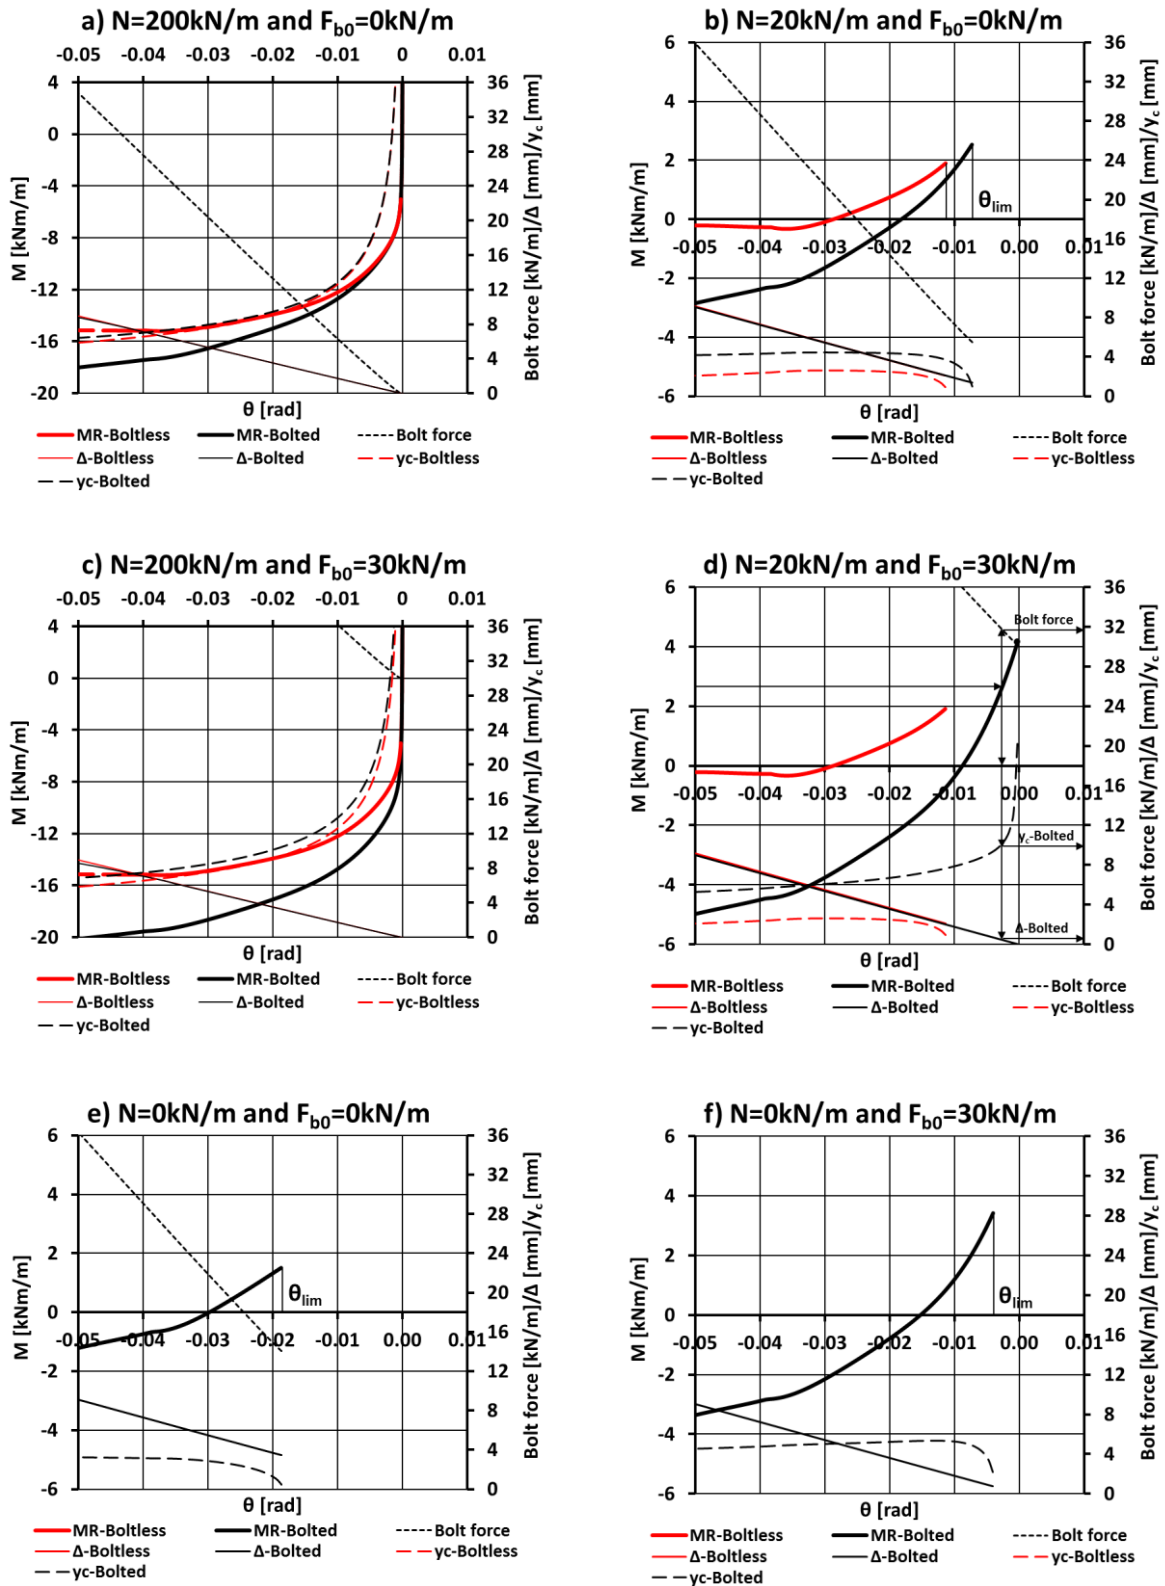 a) N=200kN/m and Fb0=0kN/m
-0.05 -0.04 -0.03 -0.02 -0.01 0 0.01
4
0
-4
-8
-12
-16
-20
M [kNm/m]
36
32
28
24
20
16
12
8
4
0
Bolt force [kN/m]/Δ [mm]/yc [mm]
θ [rad]
MR-Boltless MR-Bolted Bolt force
Δ-Boltless Δ-Bolted yc-Boltless
yc-Bolted
b) N=20kN/m and Fb0=0kN/m
6
4
2
0
-2
-4
-6
M [kNm/m]
θlim
-0.05 -0.04 -0.03 -0.02 -0.01 0.00 0.01
36
32
28
24
20
16
12
8
4
0
Bolt force [kN/m]/Δ [mm]/yc [mm]
θ [rad]
MR-Boltless MR-Bolted Bolt force
Δ-Boltless Δ-Bolted yc-Boltless
yc-Bolted
c) N=200kN/m and Fb0=30kN/m
-0.05 -0.04 -0.03 -0.02 -0.01 0 0.01
4
0
-4
-8
-12
-16
-20
M [kNm/m]
36
32
28
24
20
16
12
8
4
0
Bolt force [kN/m]/Δ [mm]/yc [mm]
θ [rad]
MR-Boltless MR-Bolted Bolt force
Δ-Boltless Δ-Bolted yc-Boltless
yc-Bolted
d) N=20kN/m and Fb0=30kN/m
6
4
2
0
-2
-4
-6
M [kNm/m]
Bolt force
-0.05 -0.04 -0.03 -0.02 -0.01 0.00 0.01
yc-Bolted
Δ-Bolted
36
32
28
24
20
16
12
8
4
0
Bolt force [kN/m]/Δ [mm]/yc [mm]
θ [rad]
MR-Boltless MR-Bolted Bolt force
Δ-Boltless Δ-Bolted yc-Boltless
yc-Bolted
e) N=0kN/m and Fb0=0kN/m
6
4
2
0
-2
-4
-6
M [kNm/m]
θlim
-0.05 -0.04 -0.03 -0.02 -0.01 0.00 0.01
36
32
28
24
20
16
12
8
4
0
Bolt force [kN/m]/Δ [mm]/yc [mm]
θ [rad]
MR-Boltless MR-Bolted Bolt force
Δ-Boltless Δ-Bolted yc-Boltless
yc-Bolted
f) N=0kN/m and Fb0=30kN/m
6
4
2
0
-2
-4
-6
M [kNm/m]
θlim
-0.05 -0.04 -0.03 -0.02 -0.01 0.00 0.01
36
32
28
24
20
16
12
8
4
0
Bolt force [kN/m]/Δ [mm]/yc [mm]
θ [rad]
MR-Boltless MR-Bolted Bolt force
Δ-Boltless Δ-Bolted yc-Boltless
yc-Bolted